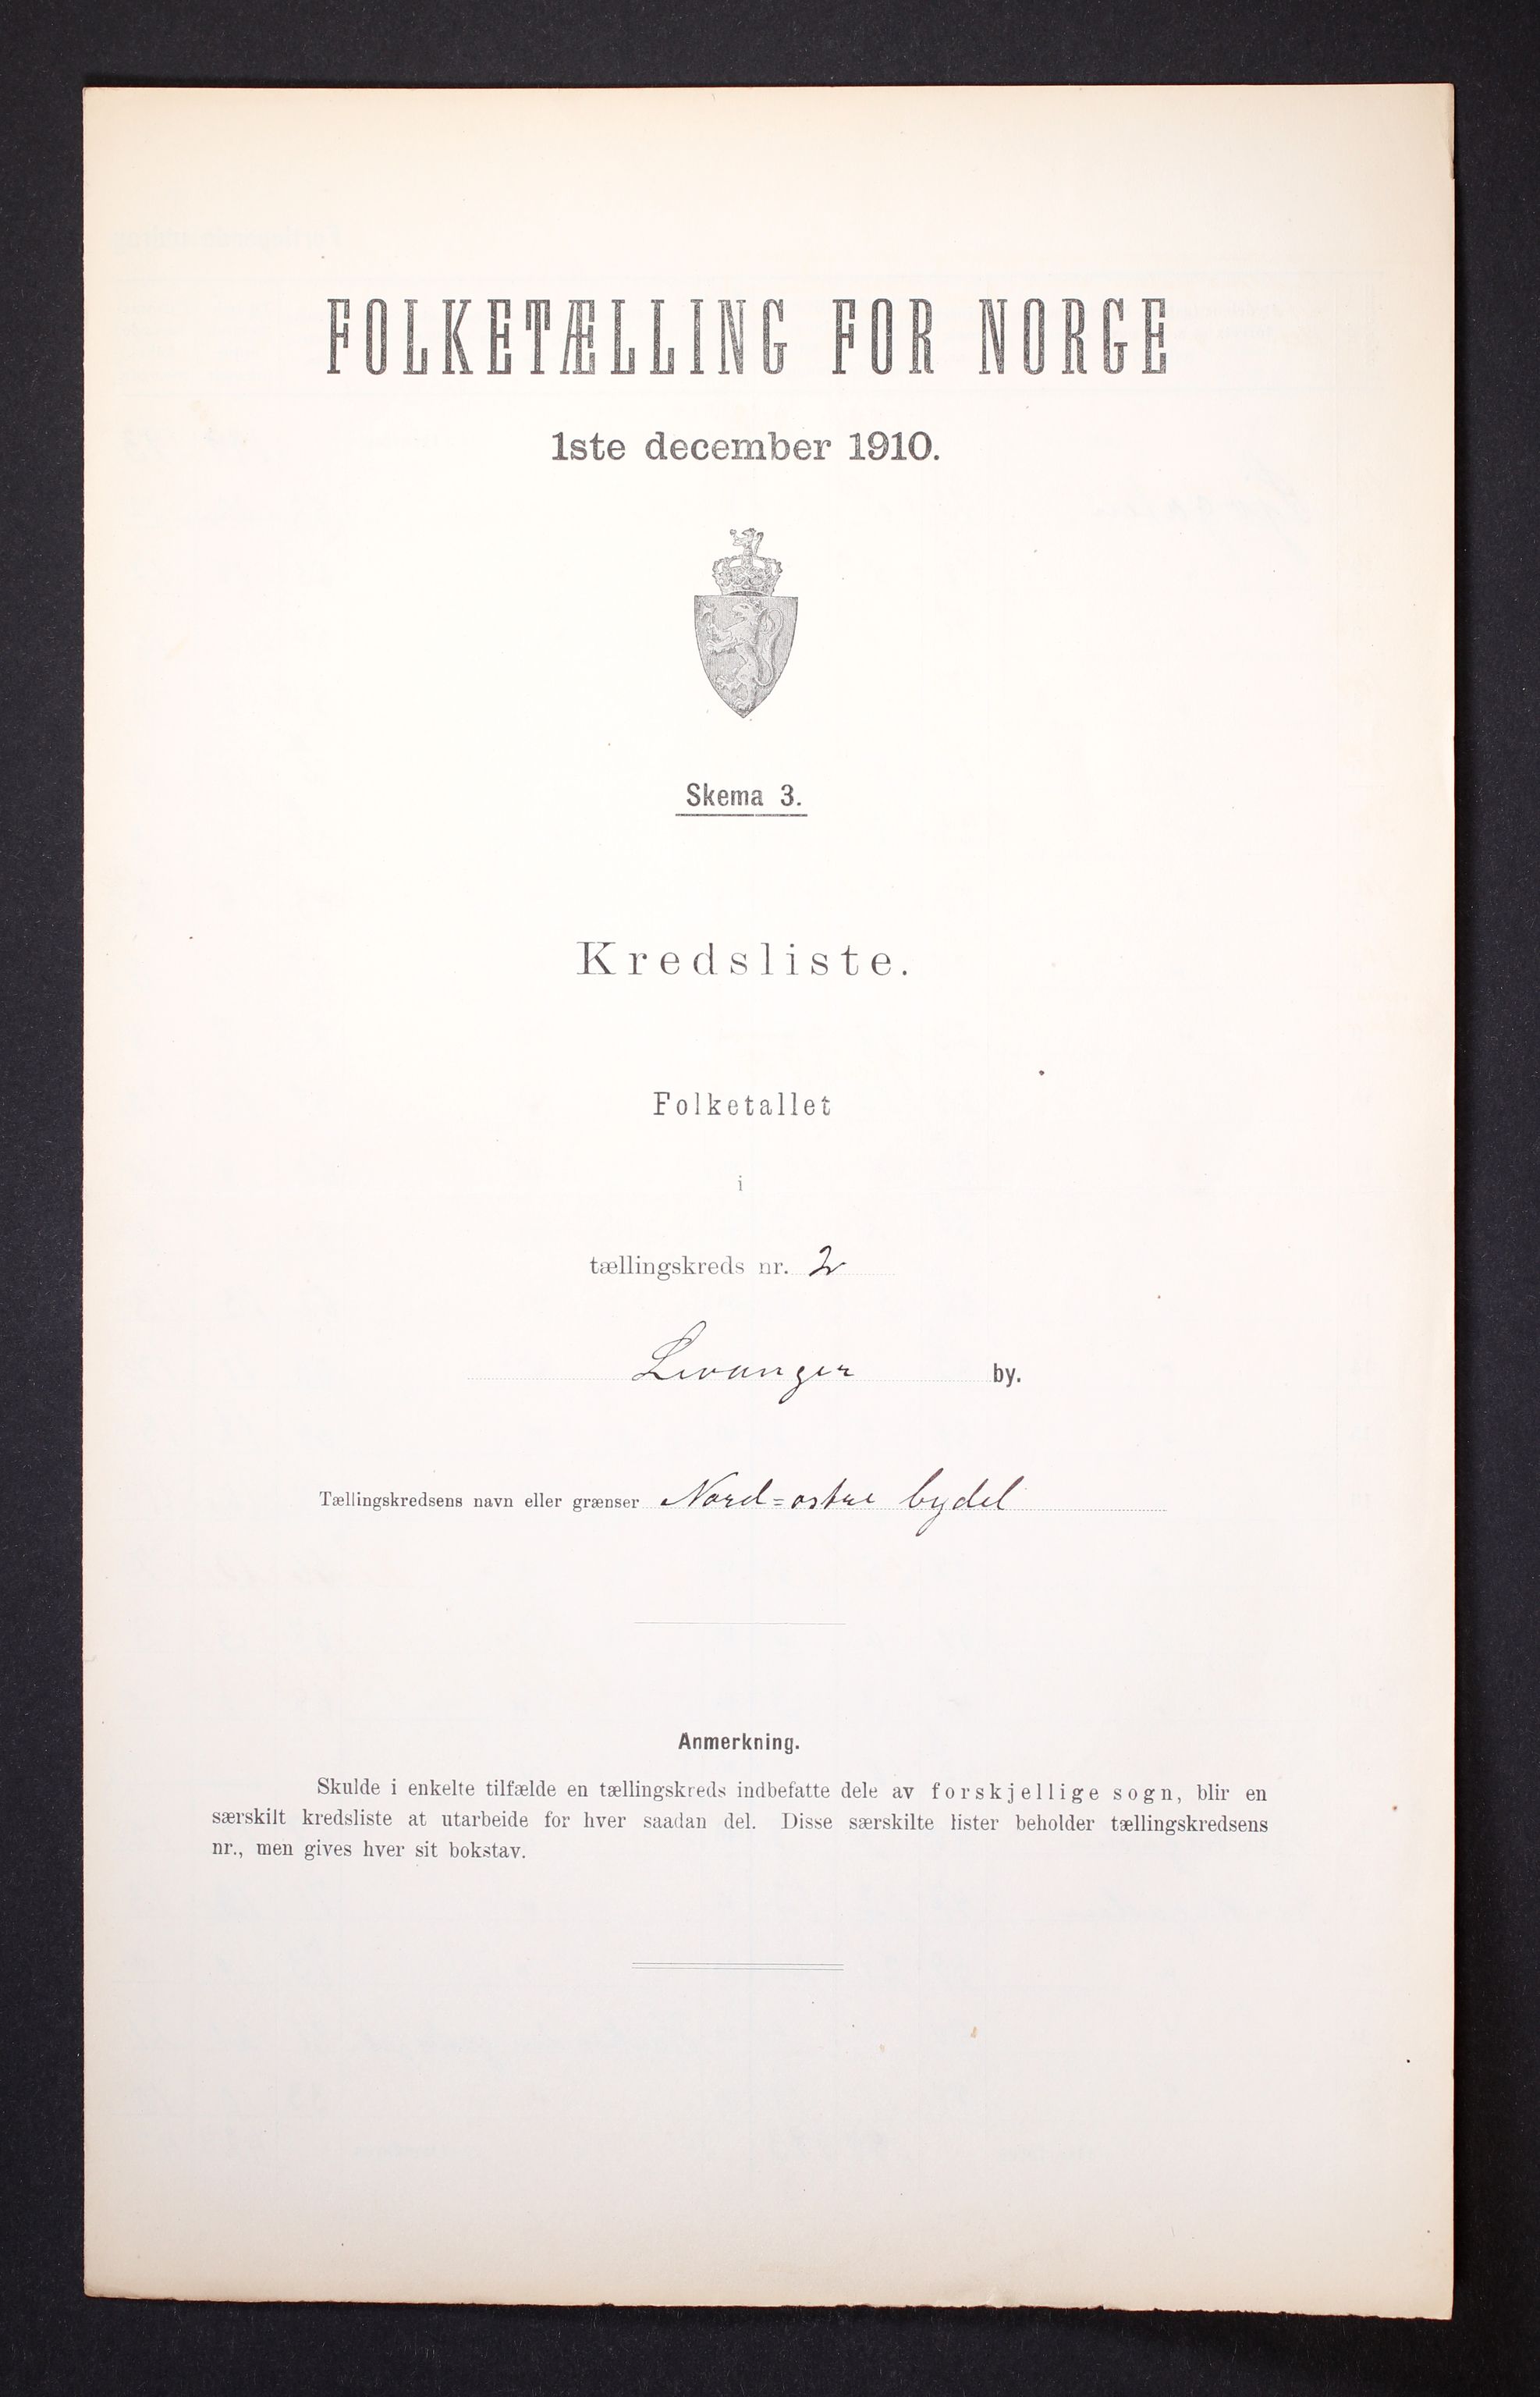 FOLKETÆLLING FOR NORGE
1ste december 1910.
Skema 3.
Kredsliste.
Folketallet
i
tællingskreds nr. 2
Levanger by.
Tællingskredsens navn eller grænser Nord=østre bydel
Anmerkning.
Skulde i enkelte tilfælde en tællingskreds indbefatte dele av forskjellige sogn, blir en
særskilt kredsliste at utarbeide for hver saadan del. Disse særskilte lister beholder tællingskredsens
nr., men gives hver sit bokstav.